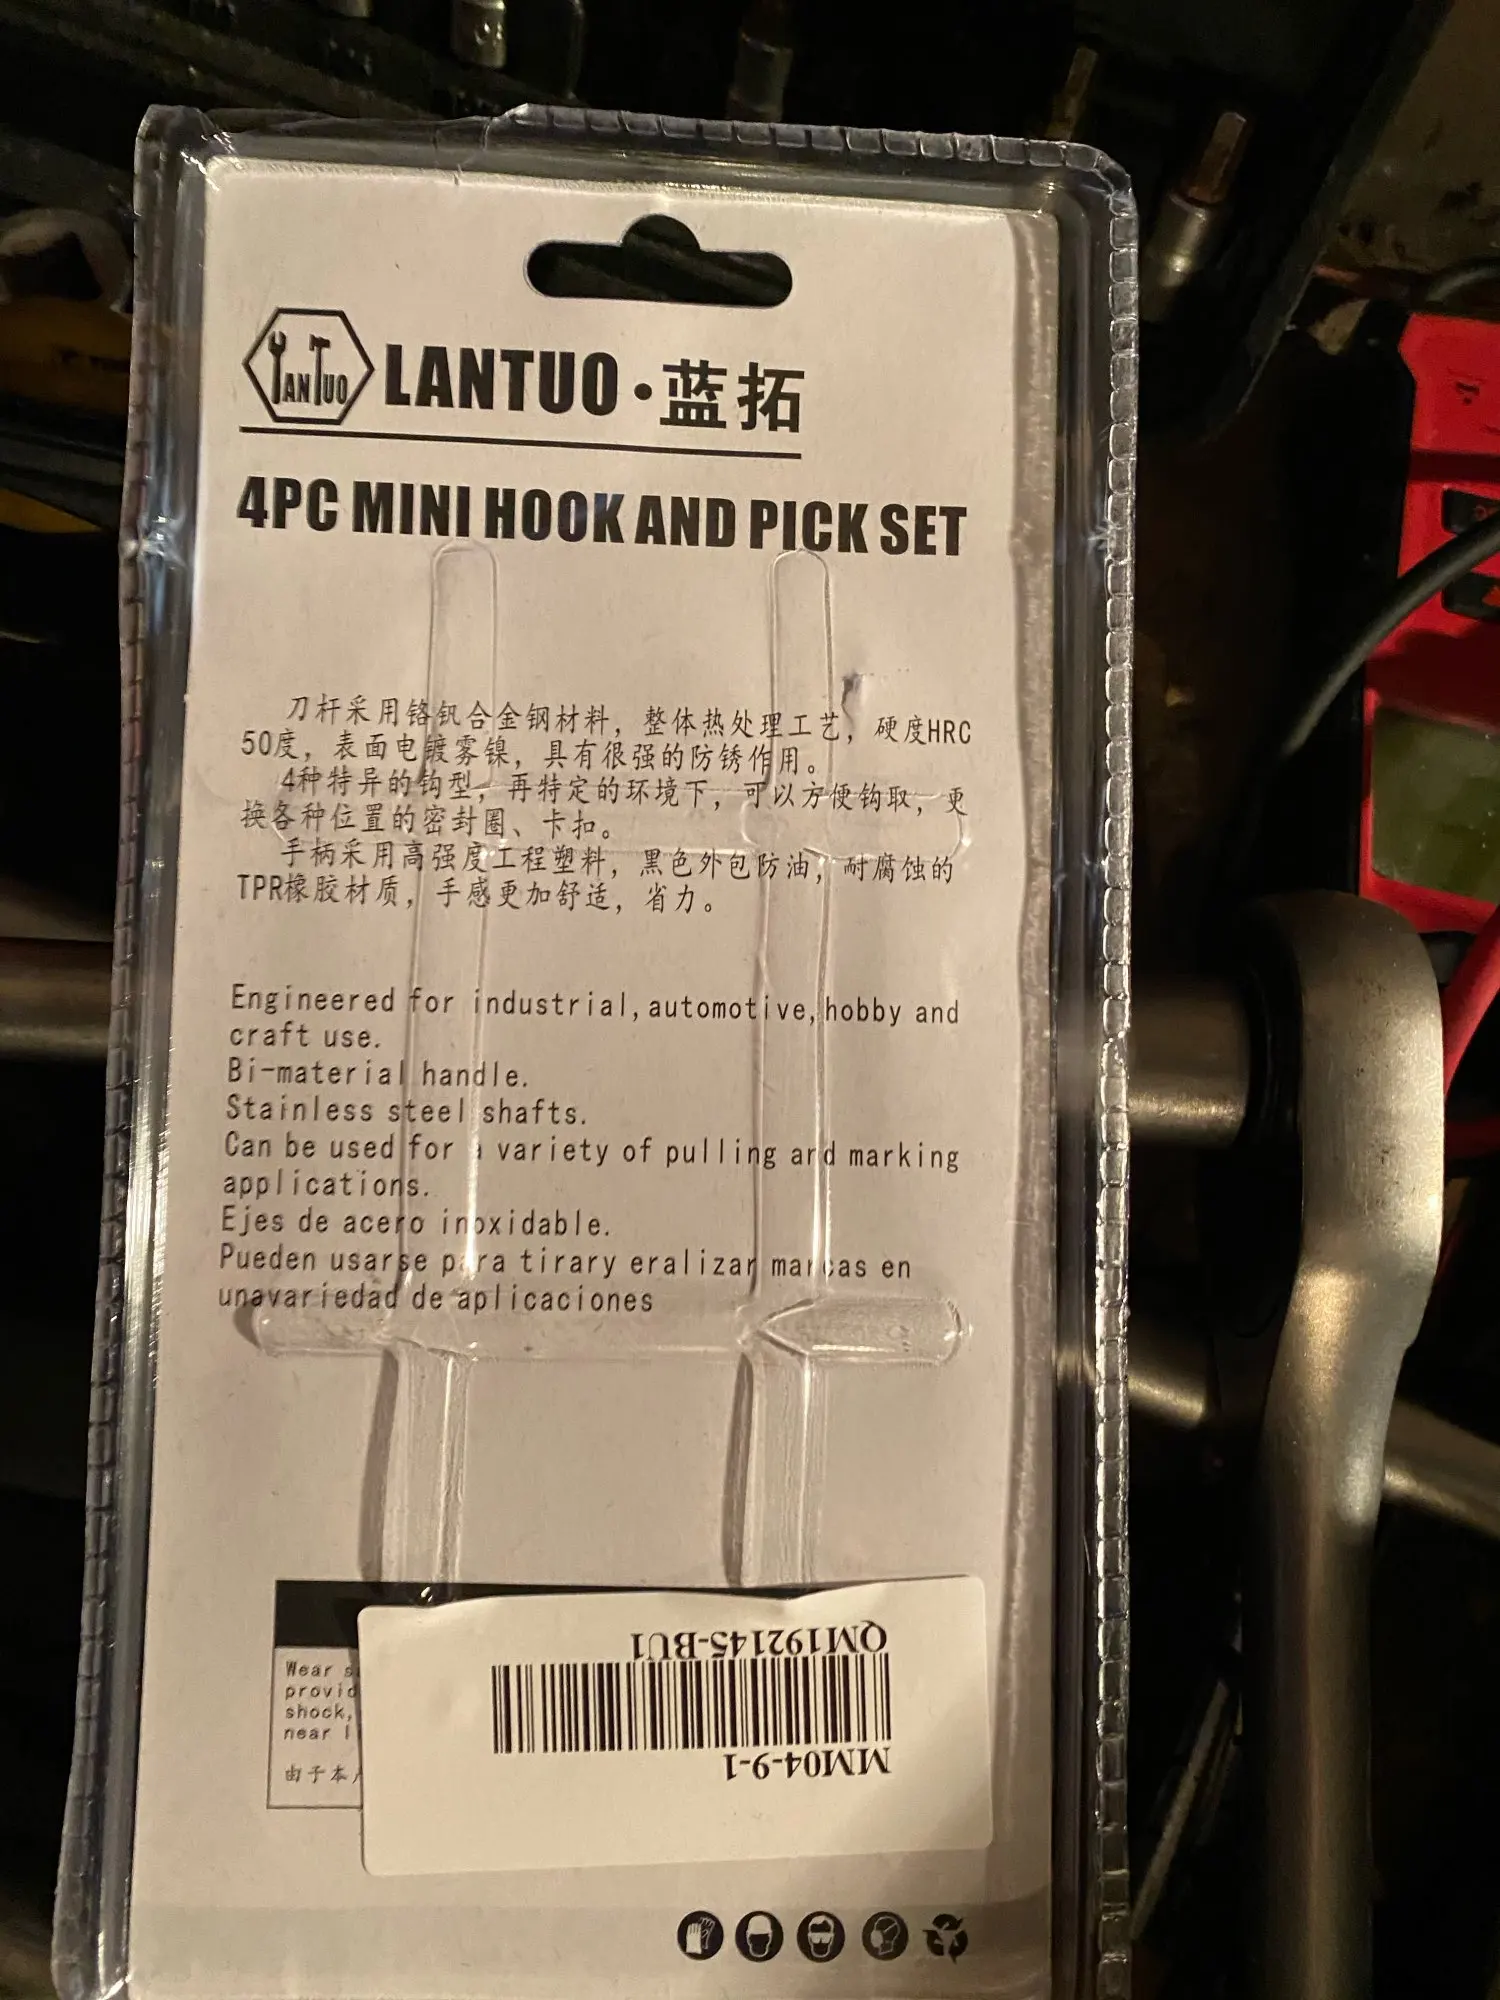 LANTUO
LANTUO·蓝拓
4PC MINI HOOK AND PICK SET
刀杆采用铬钒合金钢材料，整体热处理工艺，硬度HRC
50度，表面电镀雾镍，具有很强的防锈作用。
4种特异的钩型，再特定的环境下，可以方便钩取，更
换各种位置的密封圈、卡扣。
手柄采用高强度工程塑料，黑色外包防油，耐腐蚀的
TPR橡胶材质，手感更加舒适，省力。
Engineered for industrial, automotive, hobby and
craft use.
Bi-material handle.
Stainless steel shafts.
Can be used for a variety of pulling and marking
applications.
Ejes de acero inoxidable.
Pueden usarse para tirary eralizar marcas en
unavariedad de aplicaciones
QM192145-BU1
MM04-9-1
Wear
provid
shock,
near
由于本